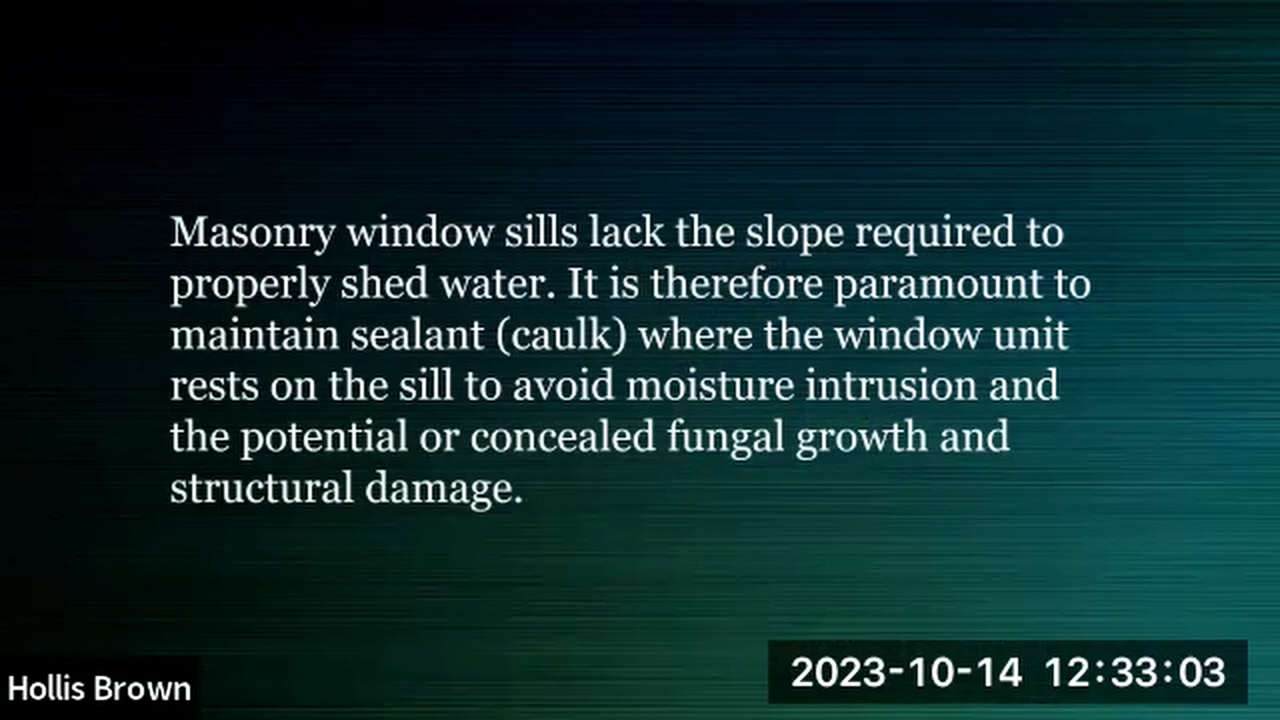 Masonry window sills lack the slope required to
properly shed water. It is therefore paramount to
maintain sealant (caulk) where the window unit
rests on the sill to avoid moisture intrusion and
the potential or concealed fungal growth and
structural damage.
Hollis Brown
2023-10-14 12:33:03